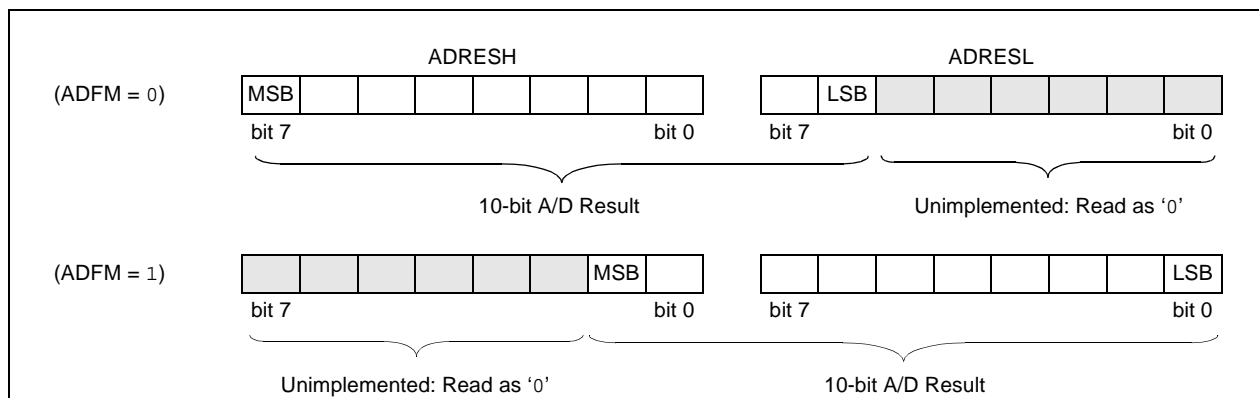 ADRESH ADRESL
(ADFM = 0) MSB LSB
bit 7 bit 0 bit 7 bit 0
10-bit A/D Result Unimplemented: Read as ‘0’
(ADFM = 1) MSB LSB
bit 7 bit 0 bit 7 bit 0
Unimplemented: Read as ‘0’ 10-bit A/D Result